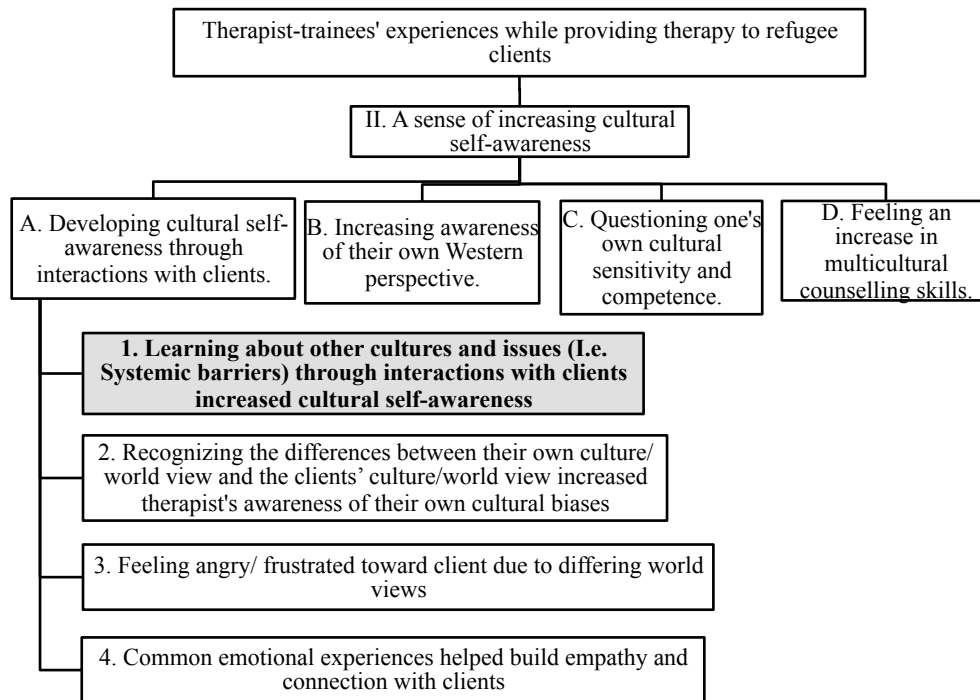 Therapist-trainees' experiences while providing therapy to refugee
clients
II. A sense of increasing cultural
self-awareness
A. Developing cultural self-
awareness through
interactions with clients.
B. Increasing awareness
of their own Western
perspective.
C. Questioning one's
own cultural
sensitivity and
competence.
D. Feeling an
increase in
multicultural
counselling skills.
1. Learning about other cultures and issues (I.e.
Systemic barriers) through interactions with clients
increased cultural self-awareness
2. Recognizing the differences between their own culture/
world view and the clients’ culture/world view increased
therapist's awareness of their own cultural biases
3. Feeling angry/ frustrated toward client due to differing world
views
4. Common emotional experiences helped build empathy and
connection with clients